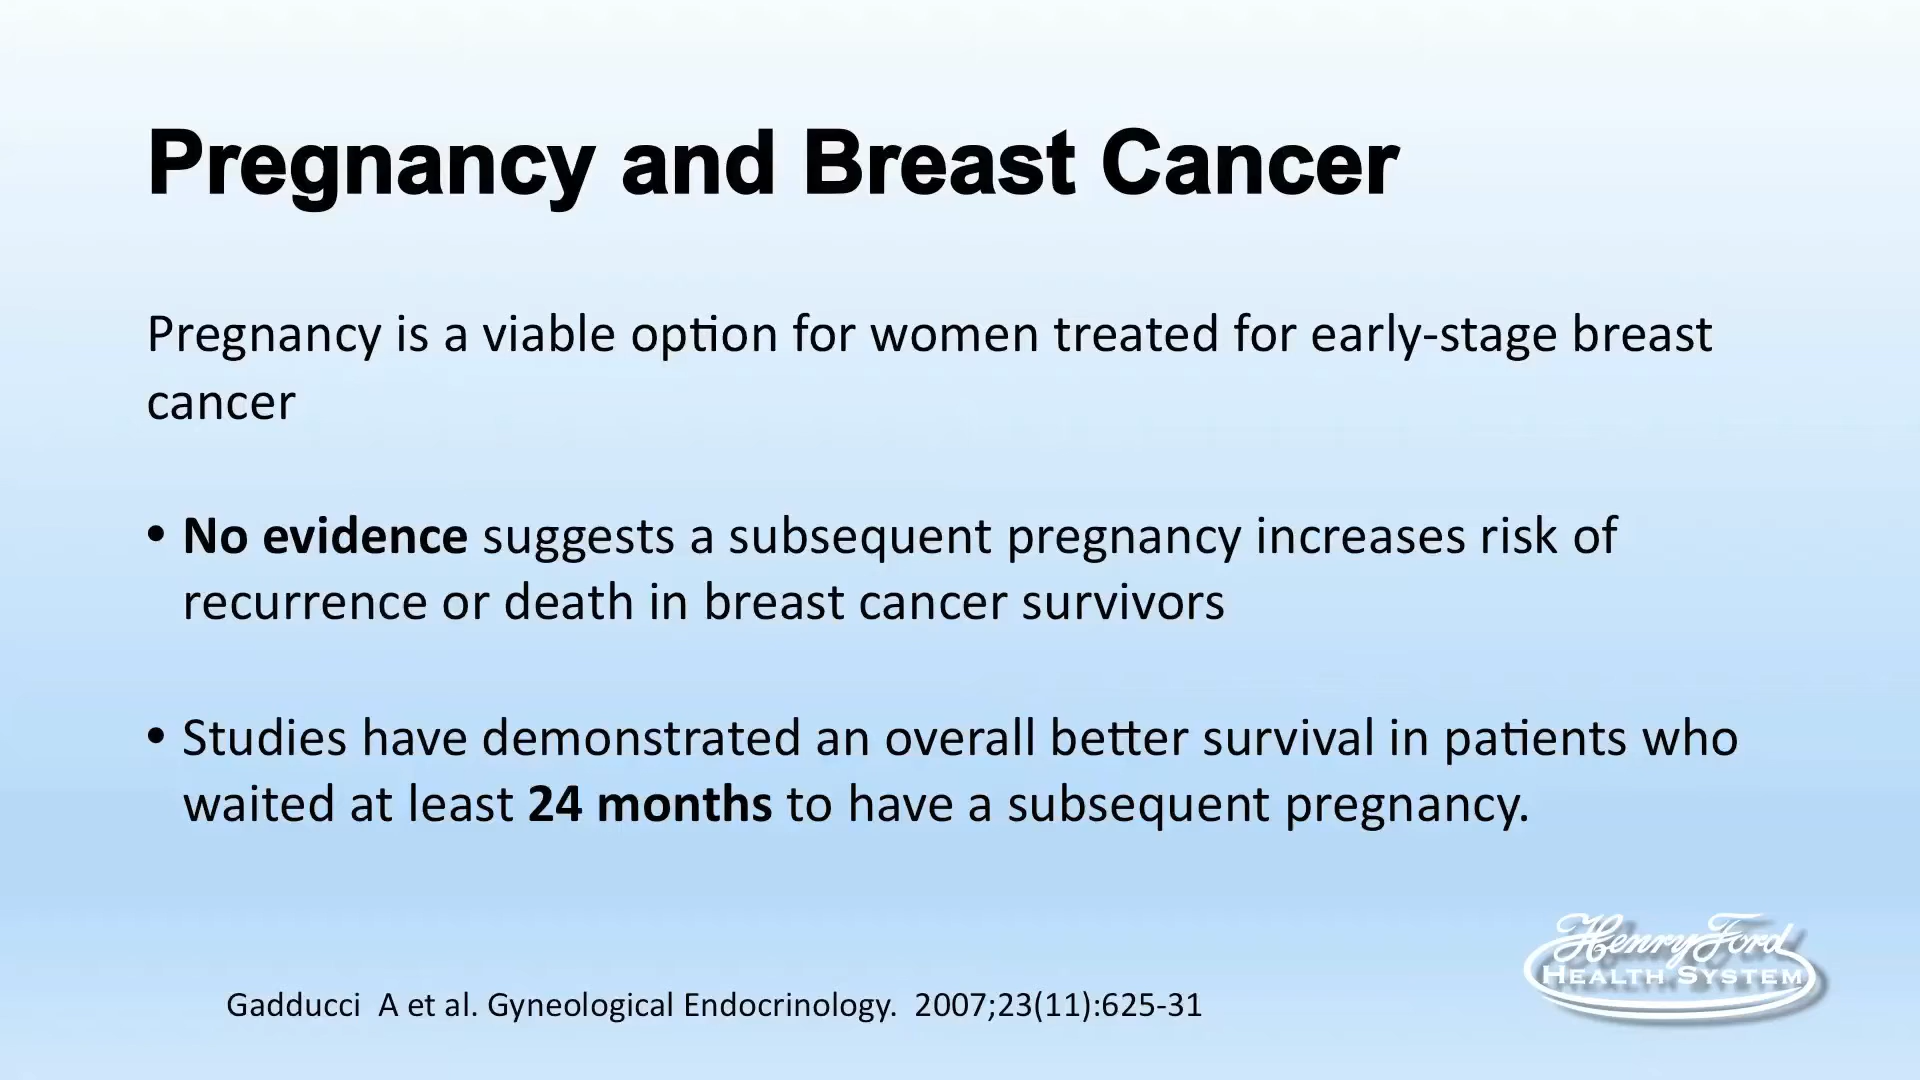 Pregnancy and Breast Cancer
Pregnancy is a viable option for women treated for early-stage breast
cancer
• No evidence suggests a subsequent pregnancy increases risk of
recurrence or death in breast cancer survivors
• Studies have demonstrated an overall better survival in patients who
waited at least 24 months to have a subsequent pregnancy.
Henry Ford
HEALTH SYSTEM
Gadducci A et al. Gyneological Endocrinology. 2007;23(11):625-31